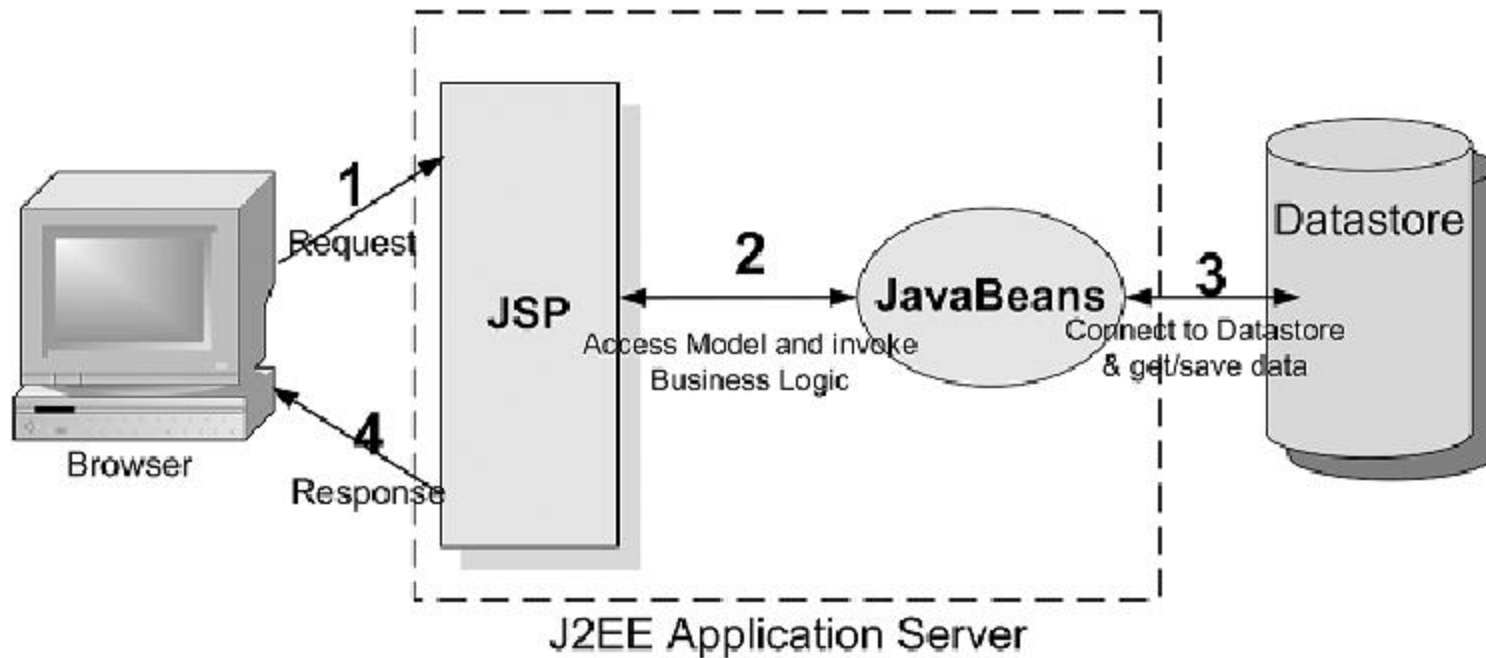 1
Request
JSP
2
Access Model and invoke
Business Logic
JavaBeans
3
Connect to Datastore
& get/save data
Datastore
4
Response
Browser
J2EE Application Server